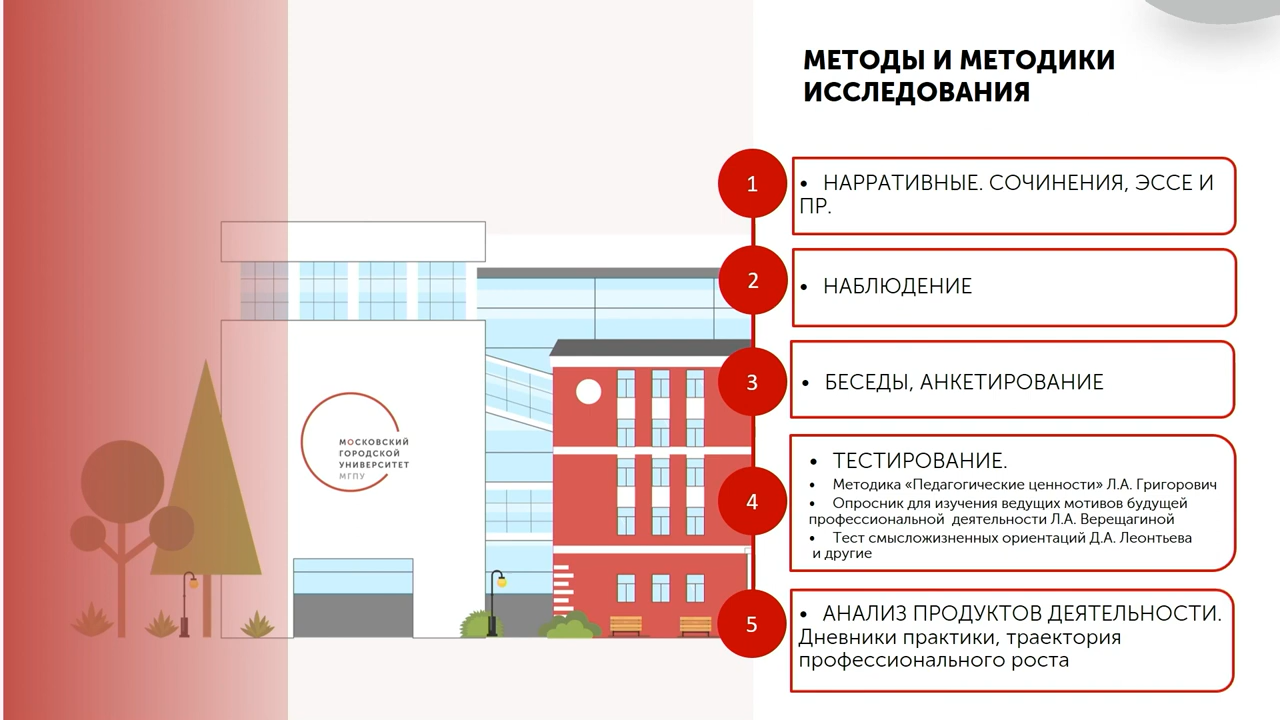 МЕТОДЫ И МЕТОДИКИ
ИССЛЕДОВАНИЯ
1
• НАРРАТИВНЫЕ. СОЧИНЕНИЯ, ЭССЕ И
ПР.
2
• НАБЛЮДЕНИЕ
3
• БЕСЕДЫ, АНКЕТИРОВАНИЕ
4
• ТЕСТИРОВАНИЕ.
• Методика «Педагогические ценности» Л.А. Григорович
• Опросник для изучения ведущих мотивов будущей
профессиональной деятельности Л.А. Верещагиной
• Тест смысложизненных ориентаций Д.А. Леонтьева
и другие
5
• АНАЛИЗ ПРОДУКТОВ ДЕЯТЕЛЬНОСТИ.
Дневники практики, траектория
профессионального роста
МОСКОВСКИЙ
ГОРОДСКОЙ
УНИВЕРСИТЕТ
МГПУ